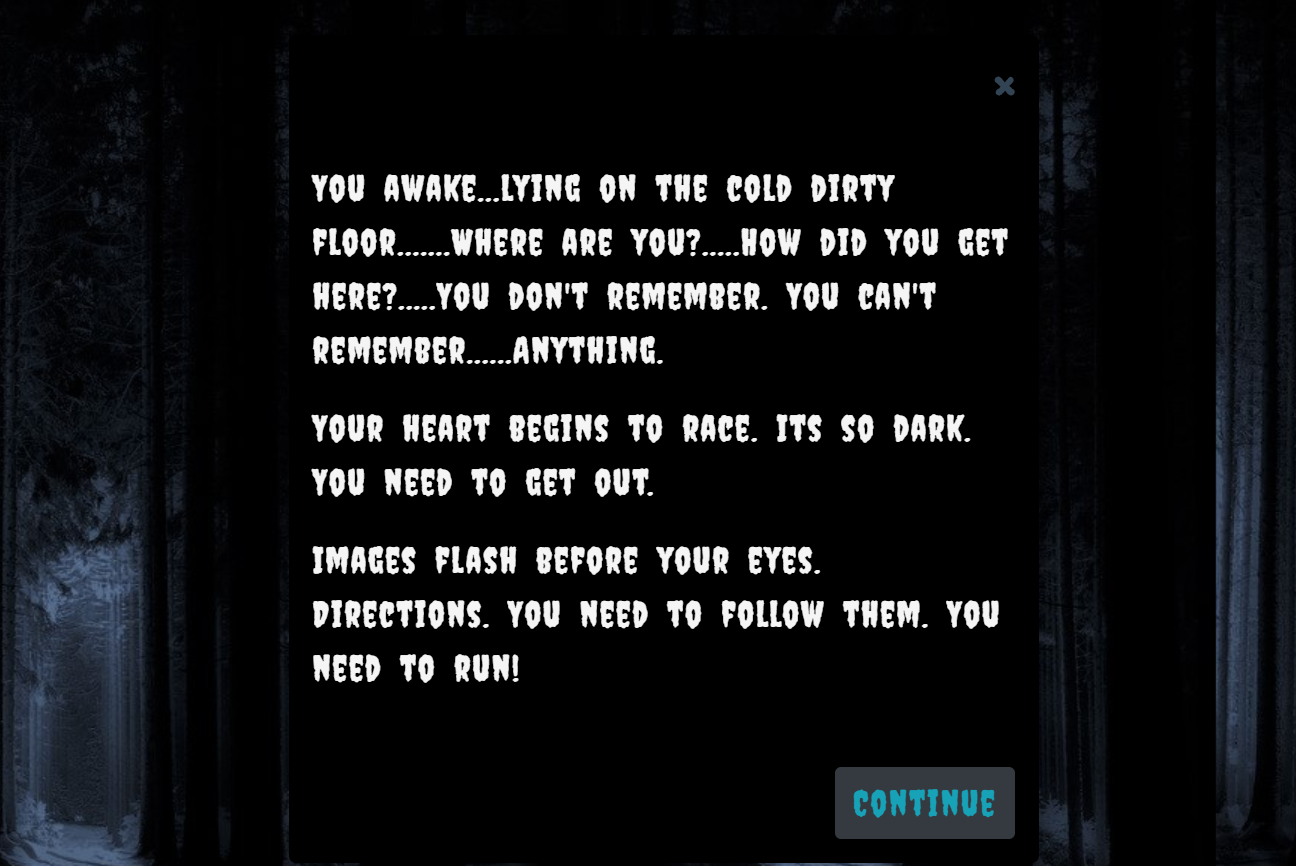 YOU AWAKE...LYING ON THE COLD DIRTY
FLOOR.......WHERE ARE YOU?.....HOW DID YOU GET
HERE?.....YOU DON'T REMEMBER. YOU CAN'T
REMEMBER......ANYTHING.
YOUR HEART BEGINS TO RACE. ITS SO DARK.
YOU NEED TO GET OUT.
IMAGES FLASH BEFORE YOUR EYES.
DIRECTIONS. YOU NEED TO FOLLOW THEM. YOU
NEED TO RUN!
CONTINUE